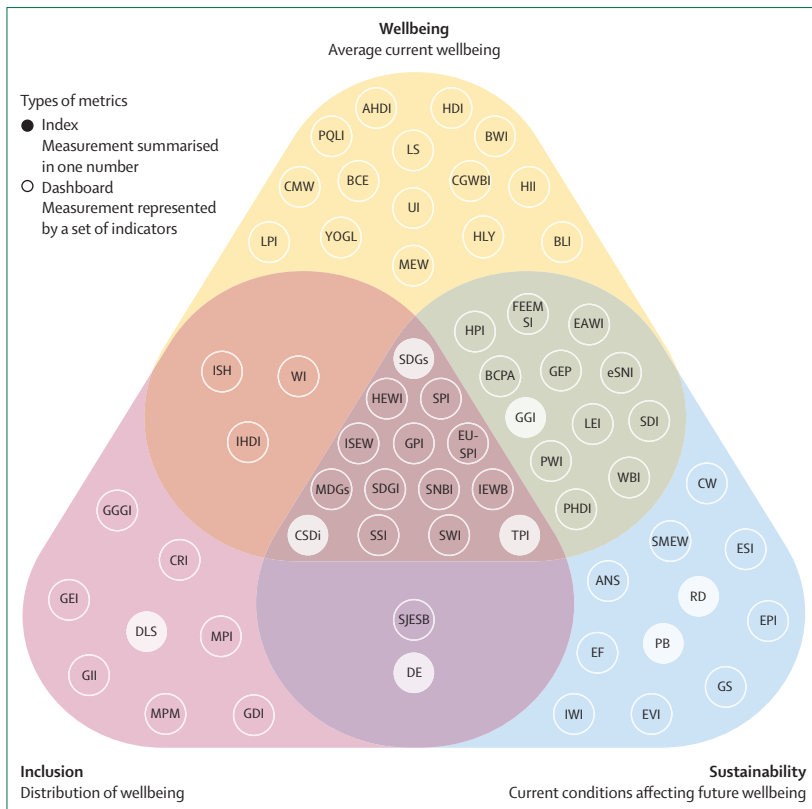 Wellbeing
Average current wellbeing
Types of metrics
Index
Measurement summarised
in one number
Dashboard
Measurement represented
by a set of indicators
AHDI
HDI
PQLI
BWI
LS
CMW
BCE
CGWBI
HII
UI
LPI
YOGL
HLY
BLI
MEW
FEEM
SI
HPI
EAWI
ISH
WI
IHDI
SDGs
HEWI
SPI
ISEW
GPI
EU-
SPI
MDGs
SDGI
SNBI
IEWB
CSDi
SSI
SWI
TPI
BCPA
GEP
eSNI
GGI
LEI
SDI
PWI
WBI
PHDI
GGGI
CRI
GEI
DLS
MPI
GII
MPM
GDI
SJESB
DE
CW
SMEW
ESI
ANS
RD
EPI
EF
PB
GS
IWI
EVI
Inclusion
Distribution of wellbeing
Sustainability
Current conditions affecting future wellbeing